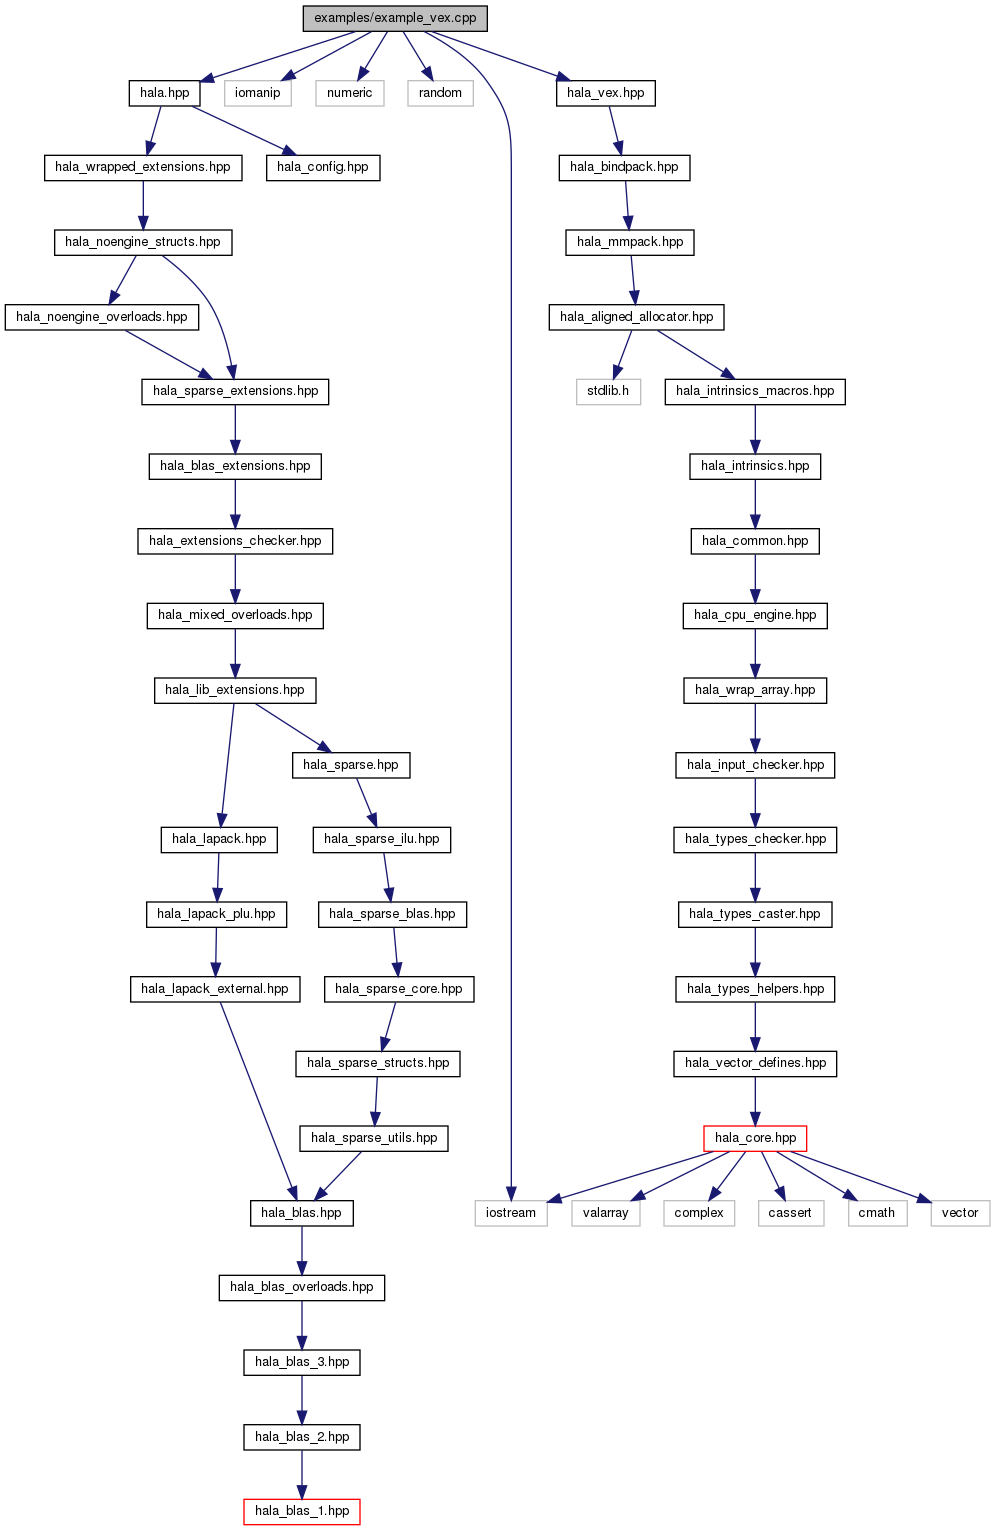 examples/example_vex.cpp
hala.hpp
iomanip
numeric
random
hala_vex.hpp
hala_wrapped_extensions.hpp
hala_config.hpp
hala_bindpack.hpp
hala_noengine_structs.hpp
hala_mmpack.hpp
hala_noengine_overloads.hpp
hala_aligned_allocator.hpp
hala_sparse_extensions.hpp
stdlib.h
hala_intrinsics_macros.hpp
hala_blas_extensions.hpp
hala_intrinsics.hpp
hala_extensions_checker.hpp
hala_common.hpp
hala_mixed_overloads.hpp
hala_cpu_engine.hpp
hala_lib_extensions.hpp
hala_wrap_array.hpp
hala_sparse.hpp
hala_input_checker.hpp
hala_lapack.hpp
hala_sparse_ilu.hpp
hala_types_checker.hpp
hala_lapack_plu.hpp
hala_sparse_blas.hpp
hala_types_caster.hpp
hala_lapack_external.hpp
hala_sparse_core.hpp
hala_types_helpers.hpp
hala_sparse_structs.hpp
hala_vector_defines.hpp
hala_sparse_utils.hpp
hala_core.hpp
hala_blas.hpp
iostream
valarray
complex
cassert
cmath
vector
hala_blas_overloads.hpp
hala_blas_3.hpp
hala_blas_2.hpp
hala_blas_1.hpp